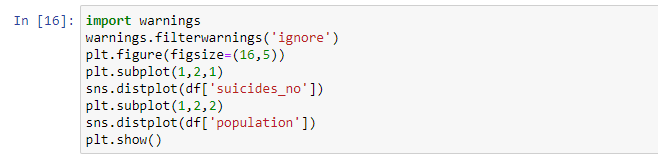 In [16]: import warnings
warnings.filterwarnings('ignore')
plt.figure(figsize=(16,5))
plt.subplot(1,2,1)
sns.distplot(df['suicides_no'])
plt.subplot(1,2,2)
sns.distplot(df['population'])
plt.show()